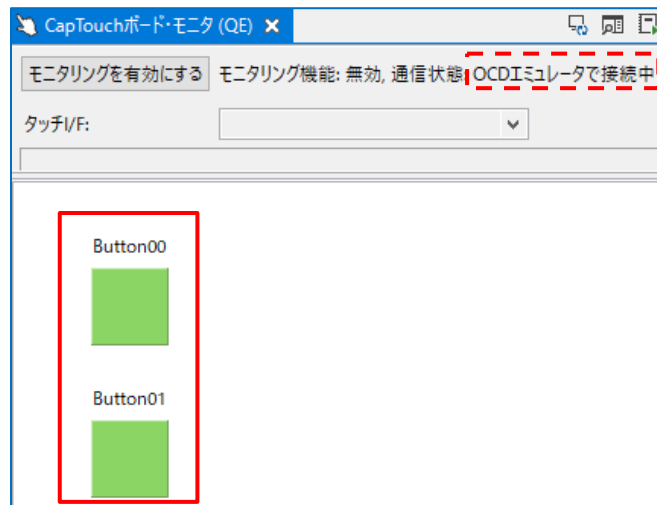 CapTouchボード・モニタ (QE)
モニタリングを有効にする モニタリング機能: 無効, 通信状態: OCDエミュレータで接続中
タッチI/F:
Button00
Button01